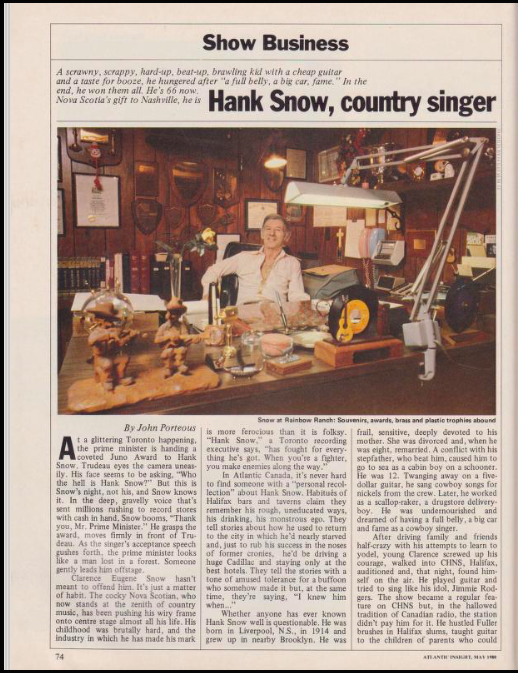 Show Business
A scrawny, scrappy, hard-up, beat-up, brawling kid with a cheap guitar
and a taste for booze, he hungered after "a full belly, a big car, fame." In the
end, he won them all. He's 66 now.
Nova Scotia's gift to Nashville, he is
Hank Snow, country singer
Snow at Rainbow Ranch: Souvenirs, awards, brass and plastic trophies abound
By John Porteous
At a glittering Toronto happening,
the prime minister is handing a
coveted Juno Award to Hank
Snow. Trudeau eyes the camera uneas-
ily. His face seems to be asking, "Who
the hell is Hank Snow?" But this is
Snow's night, not his, and Snow knows
it. In the deep, gravelly voice that's
sent millions rushing to record stores
with cash in hand, Snow booms, "Thank
you, Mr. Prime Minister." He grasps the
award, moves firmly in front of Tru-
deau. As the singer's acceptance speech
gushes forth, the prime minister looks
like a man lost in a forest. Someone
gently leads him offstage.
Clarence Eugene Snow hasn't
meant to offend him. It's just a matter
of habit. The cocky Nova Scotian, who
now stands at the zenith of country
music, has been pushing his wiry frame
onto centre stage almost all his life. His
childhood was brutally hard, and the
industry in which he has made his mark
is more ferocious than it is folksy.
"Hank Snow," a Toronto recording
executive says, "has fought for every-
thing he's got. When you're a fighter,
you make enemies along the way."
In Atlantic Canada, it's never hard
to find someone with a "personal recol-
lection" about Hank Snow. Habitués of
Halifax bars and taverns claim they
remember his rough, uneducated ways,
his drinking, his monstrous ego. They
tell stories about how he used to return
to the city in which he'd nearly starved
and, just to rub his success in the noses
of former cronies, he'd be driving a
huge Cadillac and staying only at the
best hotels. They tell the stories with a
tone of amused tolerance for a buffoon
who somehow made it but, at the same
time, they're saying, "I knew him
when..."
Whether anyone has ever known
Hank Snow well is questionable. He was
born in Liverpool, N.S., in 1914 and
grew up in nearby Brooklyn. He was
frail, sensitive, deeply devoted to his
mother. She was divorced and, when he
was eight, remarried. A conflict with his
stepfather, who beat him, caused him to
go to sea as a cabin boy on a schooner.
He was 12. Twanging away on a five-
dollar guitar, he sang cowboy songs for
nickels from the crew. Later, he worked
as a scallop-raker, a drugstore delivery-
boy. He was undernourished and
dreamed of having a full belly, a big car
and fame as a cowboy singer.
After driving family and friends
half-crazy with his attempts to learn to
yodel, young Clarence screwed up his
courage, walked into CHNS, Halifax,
auditioned and, that night, found him-
self on the air. He played guitar and
tried to sing like his idol, Jimmie Rod-
gers. The show became a regular fea-
ture on CHNS but, in the hallowed
tradition of Canadian radio, the station
didn't pay him for it. He hustled Fuller
brushes in Halifax slums, taught guitar
to the children of parents who could
74
ATLANTIC INSIGHT, MAY 1980